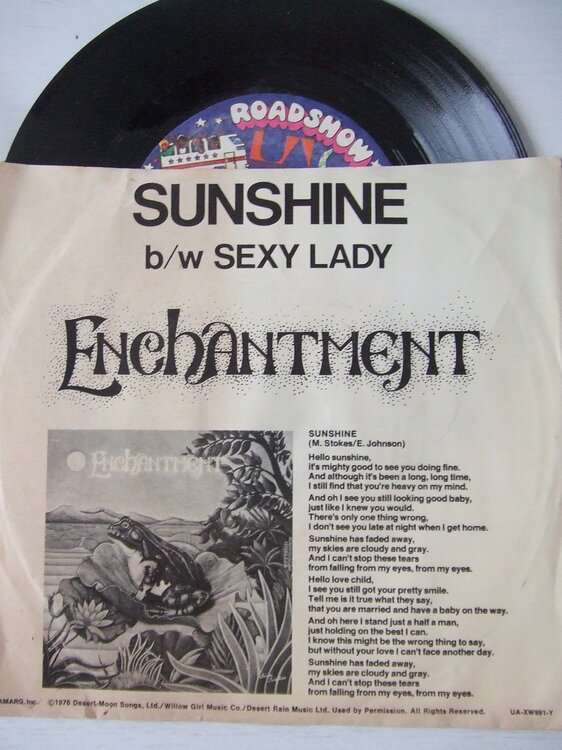 ROADSHOW
UA
SUNSHINE
b/w SEXY LADY
Enchantment
Enchantment
SUNSHINE
(M. Stokes/E. Johnson)
Hello sunshine,
it's mighty good to see you doing fine.
And although it's been a long, long time,
I still find that you're heavy on my mind.
And oh I see you still looking good baby,
just like I knew you would.
There's only one thing wrong,
I don't see you late at night when I get home.
Sunshine has faded away,
my skies are cloudy and gray.
And I can't stop these tears
from falling from my eyes, from my eyes.
Hello love child,
I see you still got your pretty smile.
Tell me is it true what they say,
that you are married and have a baby on the way.
And oh here I stand just a half a man,
just holding on the best I can.
I know this might be the wrong thing to say,
but without your love I can't face another day.
Sunshine has faded away,
my skies are cloudy and gray.
And I can't stop these tears
from falling from my eyes, from my eyes.
AMARG, Inc. ©1976 Desert Moon Songs, Ltd./Willow Girl Music Co./Desert Rain Music Ltd. Used by Permission. All Rights Reserved. UA-XW991-Y